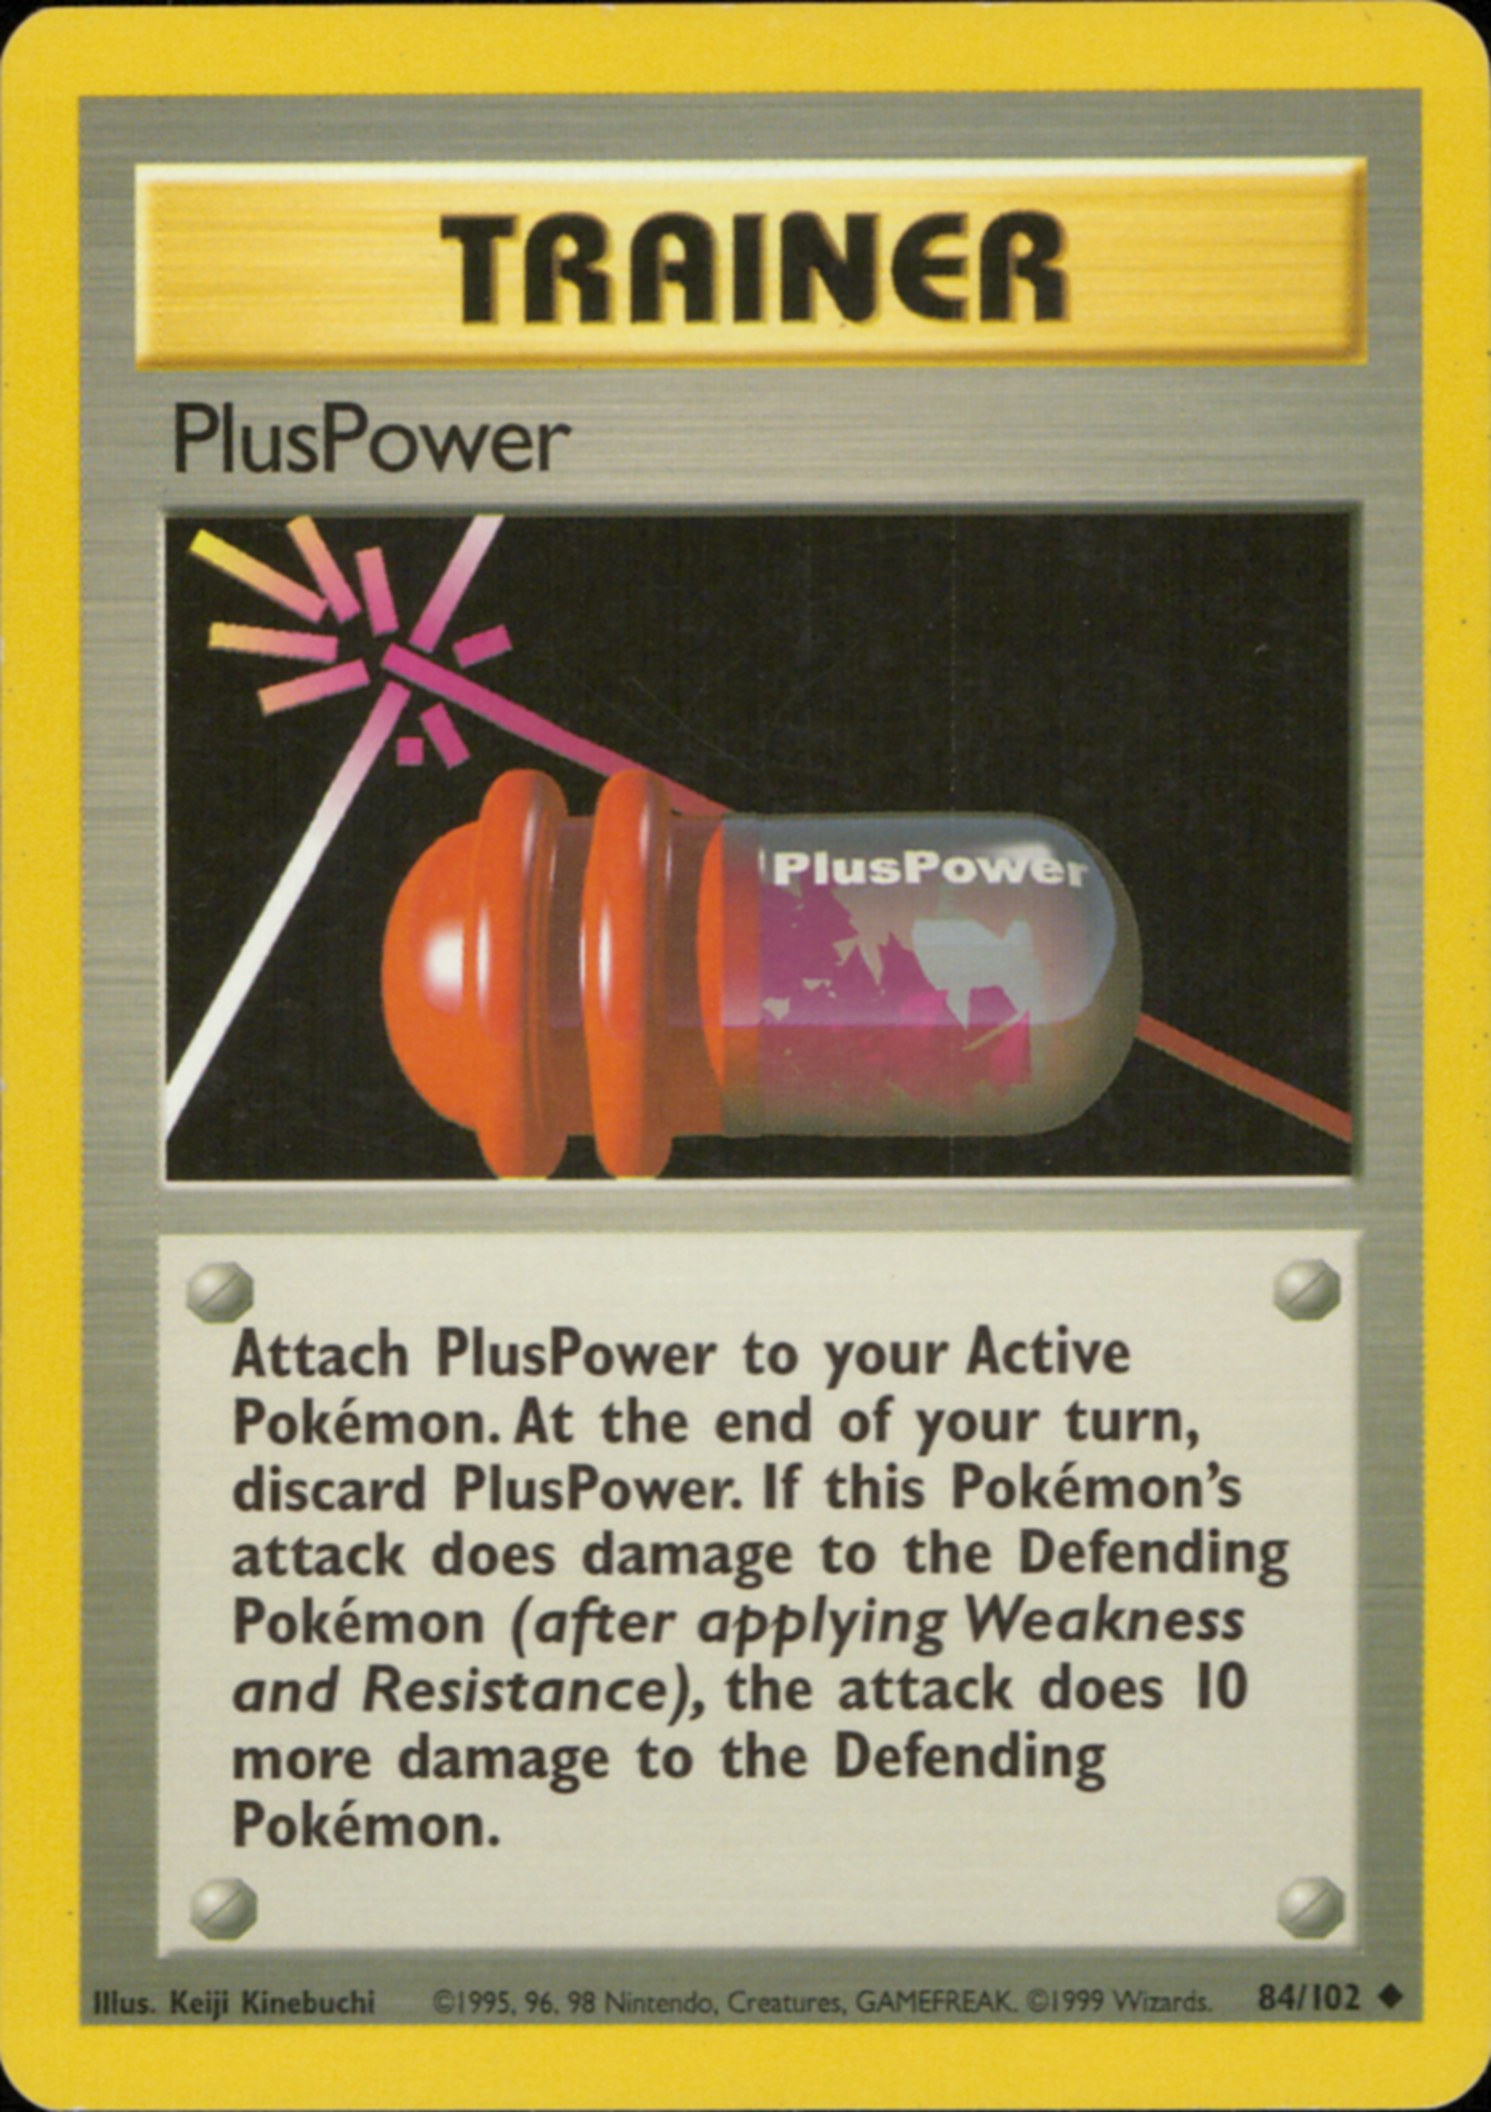 TRAINER
PlusPower
PlusPower
Attach PlusPower to your Active
Pokémon. At the end of your turn,
discard PlusPower. If this Pokémon's
attack does damage to the Defending
Pokémon (after applying Weakness
and Resistance), the attack does 10
more damage to the Defending
Pokémon.
Illus. Keiji Kinebuchi ©1995, 96, 98 Nintendo, Creatures, GAMEFREAK. ©1999 Wizards. 84/102 ◆